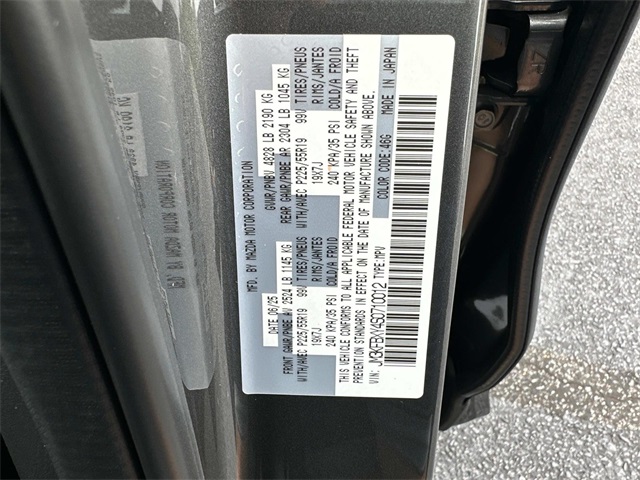 MFD. BY MAZDA MOTOR CORPORATION
DATE:06/25 GVWR/PNBV 4828 LB 2190 KG
FRONT GAWR/PNBE AV 2524 LB 1145 KG REAR GAWR/PNBE AR 2304 LB 1045 KG
WITH/AVEC P225/55R19 99V TIRES/PNEUS WITH/AVEC P225/55R19 99V TIRES/PNEUS
19X7J RIMS/JANTES 19X7J RIMS/JANTES
240 KPA/35 PSI COLD/A FROID 240 KPA/35 PSI COLD/A FROID
THIS VEHICLE CONFORMS TO ALL APPLICABLE FEDERAL MOTOR VEHICLE SAFETY AND THEFT
PREVENTION STANDARDS IN EFFECT ON THE DATE OF MANUFACTURE SHOWN ABOVE.
VIN: JM3KFBXY4S0710012 TYPE:MPV COLOR CODE:46G
MADE IN JAPAN